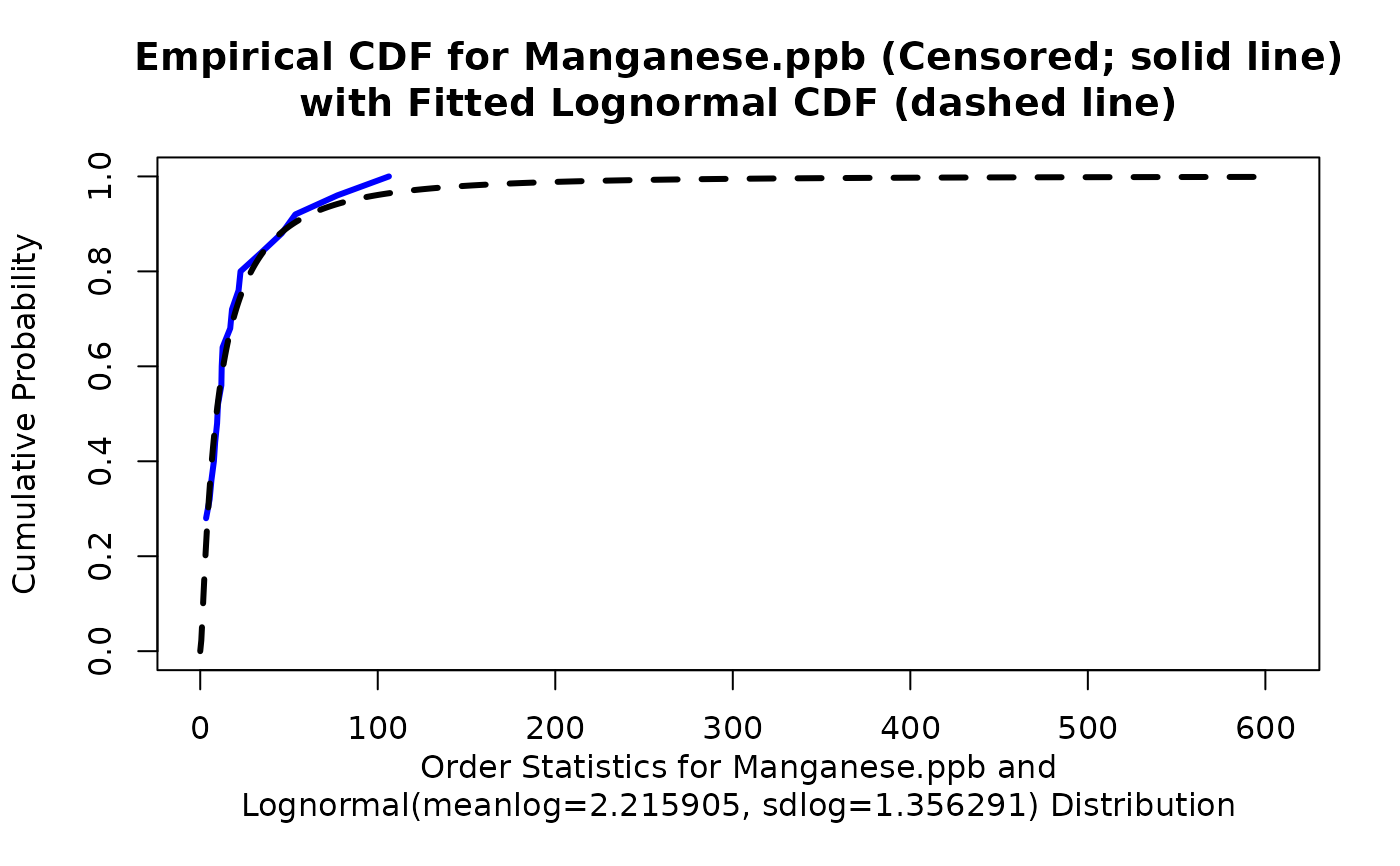 Empirical CDF for Manganese.ppb (Censored; solid line)
with Fitted Lognormal CDF (dashed line)
Cumulative Probability
1.0
0.8
0.6
0.4
0.2
0.0
0 100 200 300 400 500 600
Order Statistics for Manganese.ppb and
Lognormal(meanlog=2.215905, sdlog=1.356291) Distribution